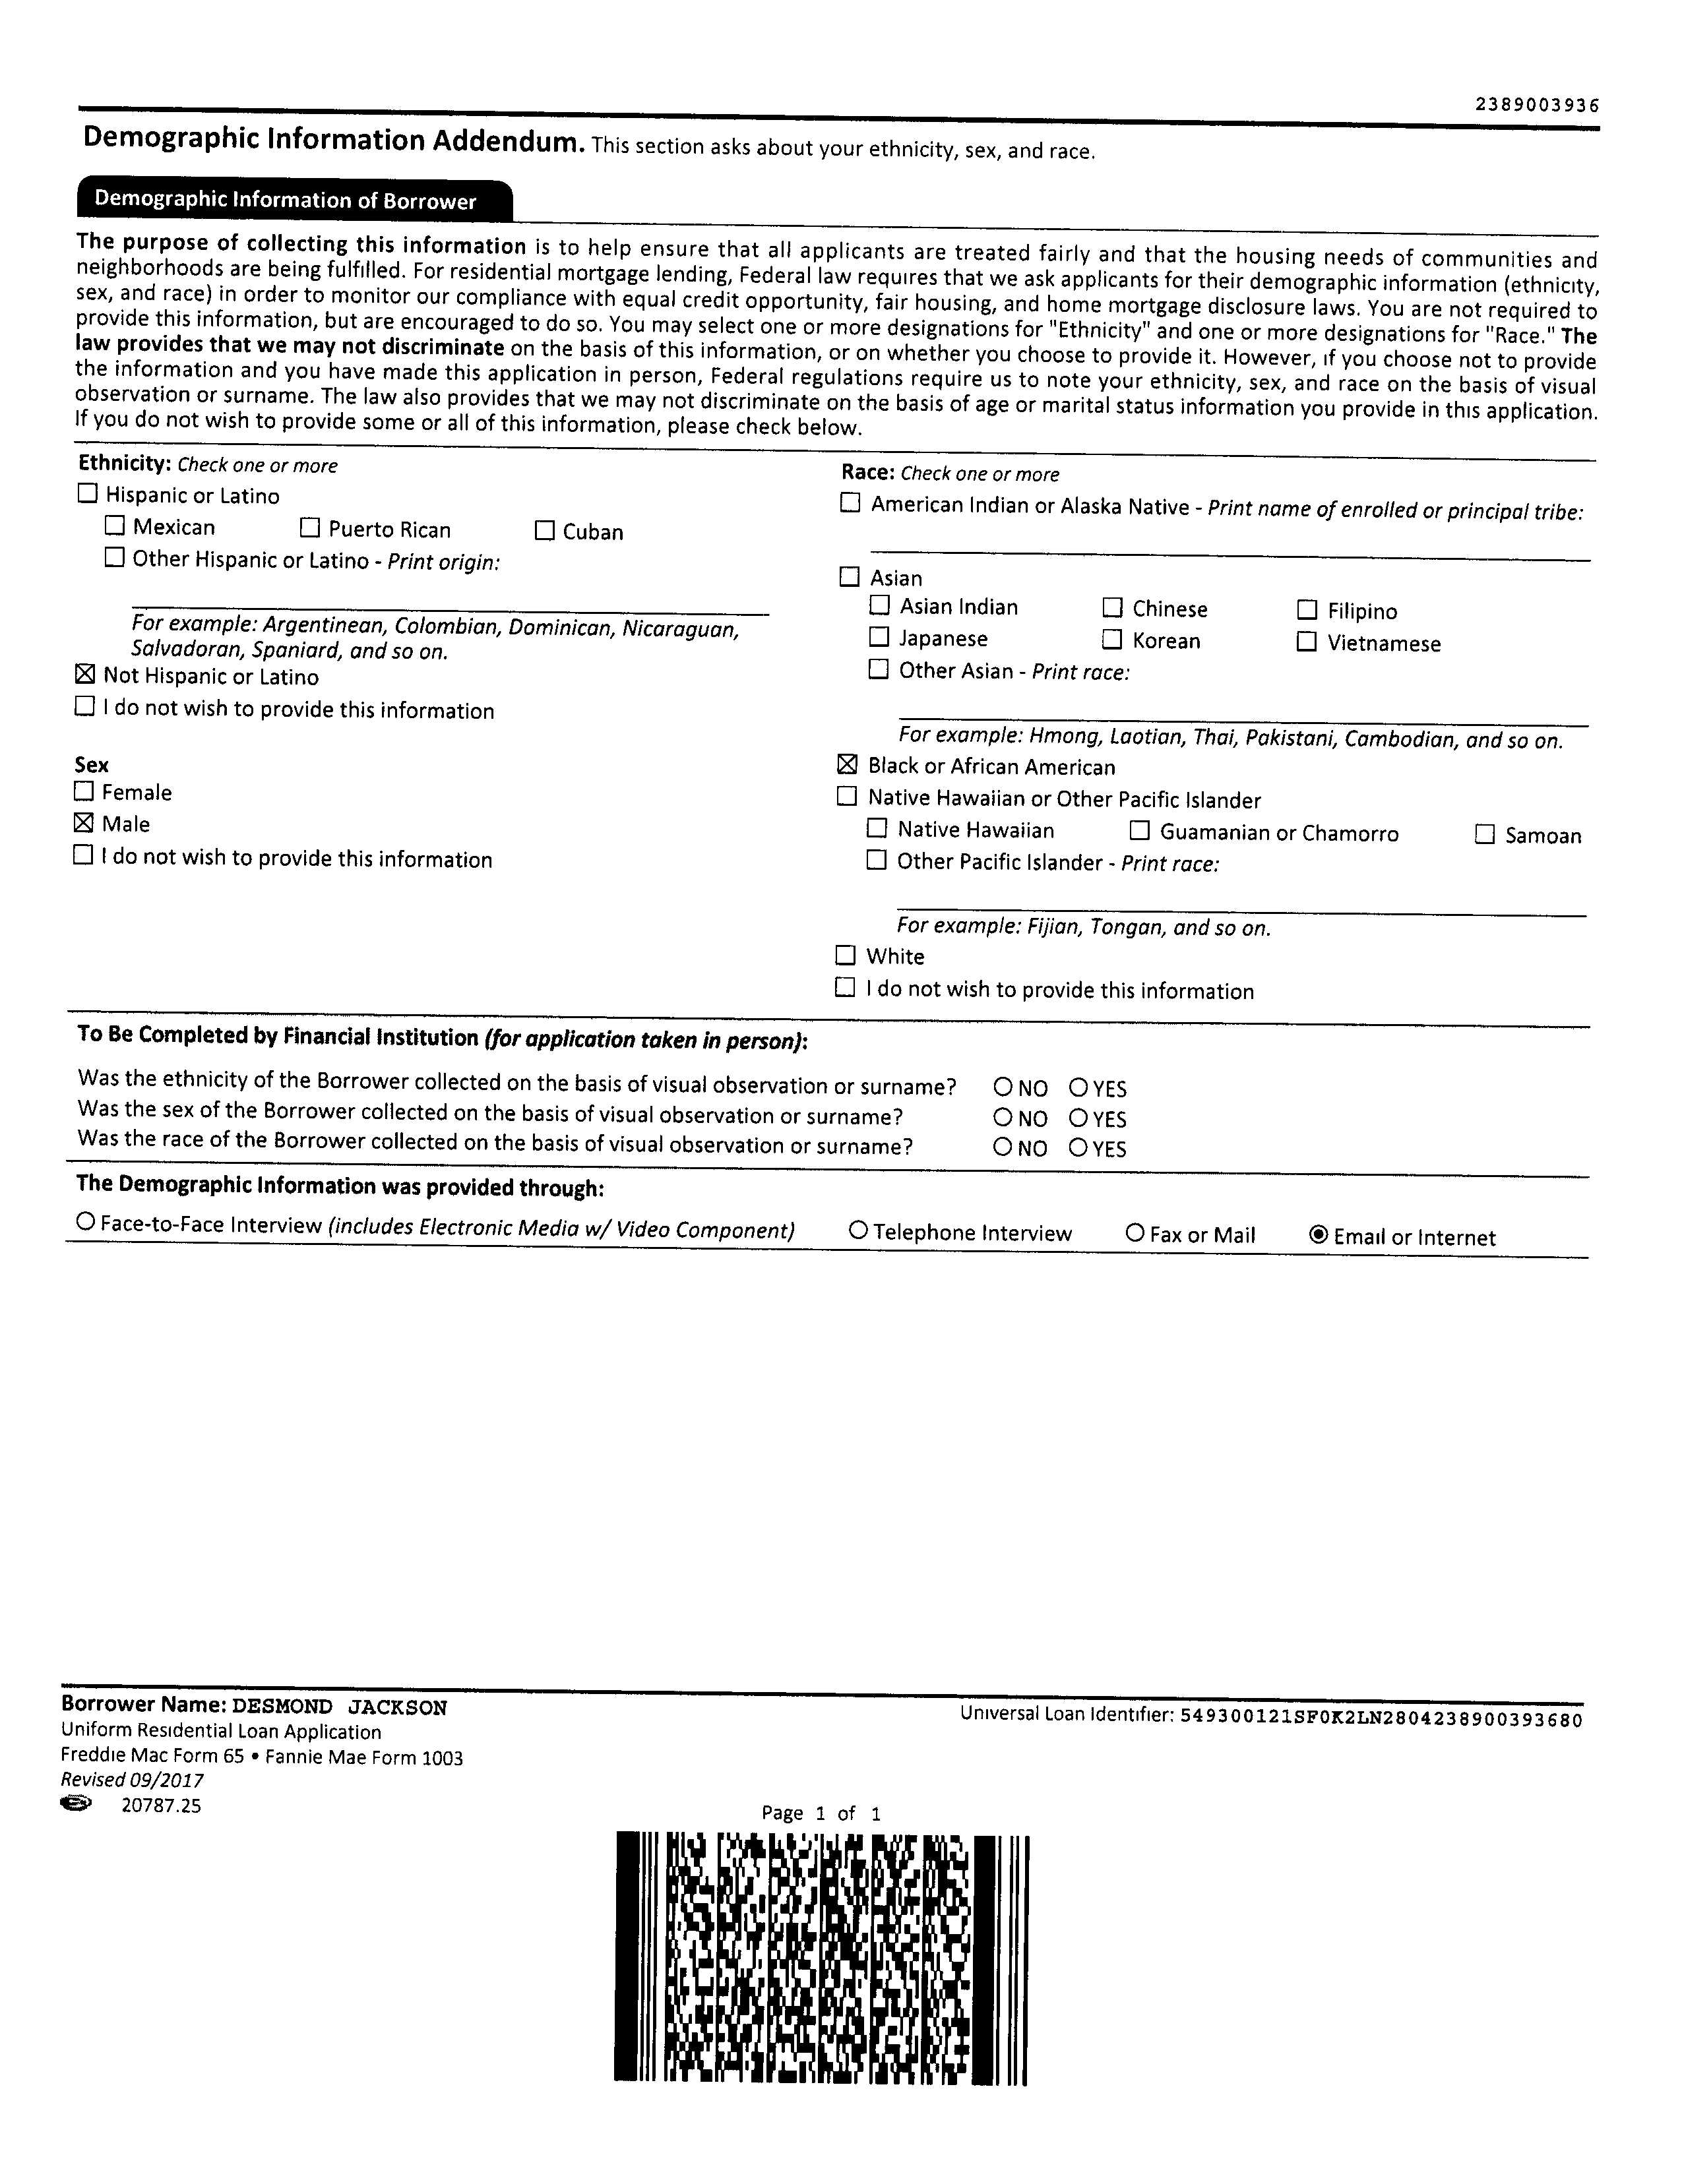 2389003936
Demographic Information Addendum. This section asks about your ethnicity, sex, and race.
Demographic Information of Borrower
The purpose of collecting this information is to help ensure that all applicants are treated fairly and that the housing needs of communities and
neighborhoods are being fulfilled. For residential mortgage lending, Federal law requires that we ask applicants for their demographic information (ethnicity,
sex, and race) in order to monitor our compliance with equal credit opportunity, fair housing, and home mortgage disclosure laws. You are not required to
provide this information, but are encouraged to do so. You may select one or more designations for "Ethnicity" and one or more designations for "Race." The
law provides that we may not discriminate on the basis of this information, or on whether you choose to provide it. However, if you choose not to provide
the information and you have made this application in person, Federal regulations require us to note your ethnicity, sex, and race on the basis of visual
observation or surname. The law also provides that we may not discriminate on the basis of age or marital status information you provide in this application.
If you do not wish to provide some or all of this information, please check below.
Ethnicity: Check one or more
☐ Hispanic or Latino
☐ Mexican ☐ Puerto Rican ☐ Cuban
☐ Other Hispanic or Latino - Print origin:
For example: Argentinean, Colombian, Dominican, Nicaraguan,
Salvadoran, Spaniard, and so on.
☒ Not Hispanic or Latino
☐ I do not wish to provide this information
Sex
☐ Female
☒ Male
☐ I do not wish to provide this information
Race: Check one or more
☐ American Indian or Alaska Native - Print name of enrolled or principal tribe:
☐ Asian
☐ Asian Indian ☐ Chinese ☐ Filipino
☐ Japanese ☐ Korean ☐ Vietnamese
☐ Other Asian - Print race:
For example: Hmong, Laotian, Thai, Pakistani, Cambodian, and so on.
☒ Black or African American
☐ Native Hawaiian or Other Pacific Islander
☐ Native Hawaiian ☐ Guamanian or Chamorro ☐ Samoan
☐ Other Pacific Islander - Print race:
For example: Fijian, Tongan, and so on.
☐ White
☐ I do not wish to provide this information
To Be Completed by Financial Institution (for application taken in person):
Was the ethnicity of the Borrower collected on the basis of visual observation or surname? ○ NO ○ YES
Was the sex of the Borrower collected on the basis of visual observation or surname? ○ NO ○ YES
Was the race of the Borrower collected on the basis of visual observation or surname? ○ NO ○ YES
The Demographic Information was provided through:
○ Face-to-Face Interview (includes Electronic Media w/ Video Component) ○ Telephone Interview ○ Fax or Mail ◉ Email or Internet
Borrower Name: DESMOND JACKSON
Universal Loan Identifier: 549300121SF0K2LN2804238900393680
Uniform Residential Loan Application
Freddie Mac Form 65 • Fannie Mae Form 1003
Revised 09/2017
20787.25
Page 1 of 1